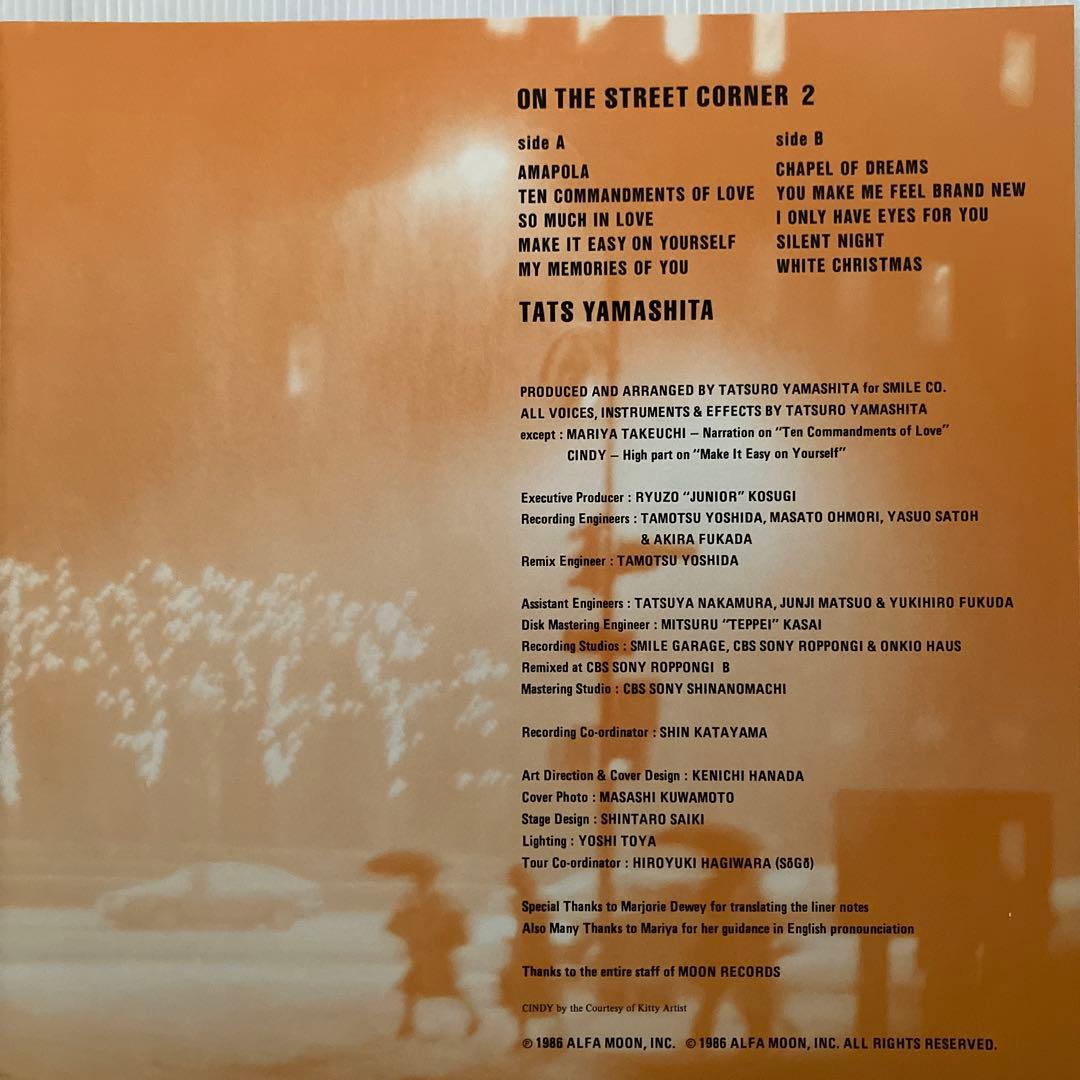 ON THE STREET CORNER 2
side A
AMAPOLA
TEN COMMANDMENTS OF LOVE
SO MUCH IN LOVE
MAKE IT EASY ON YOURSELF
MY MEMORIES OF YOU
side B
CHAPEL OF DREAMS
YOU MAKE ME FEEL BRAND NEW
I ONLY HAVE EYES FOR YOU
SILENT NIGHT
WHITE CHRISTMAS
TATS YAMASHITA
PRODUCED AND ARRANGED BY TATSURO YAMASHITA for SMILE CO.
ALL VOICES, INSTRUMENTS & EFFECTS BY TATSURO YAMASHITA
except : MARIYA TAKEUCHI – Narration on "Ten Commandments of Love"
CINDY – High part on "Make It Easy on Yourself"
Executive Producer : RYUZO "JUNIOR" KOSUGI
Recording Engineers : TAMOTSU YOSHIDA, MASATO OHMORI, YASUO SATOH
& AKIRA FUKADA
Remix Engineer : TAMOTSU YOSHIDA
Assistant Engineers : TATSUYA NAKAMURA, JUNJI MATSUO & YUKIHIRO FUKUDA
Disk Mastering Engineer : MITSURU "TEPPEI" KASAI
Recording Studios : SMILE GARAGE, CBS SONY ROPPONGI & ONKIO HAUS
Remixed at CBS SONY ROPPONGI B
Mastering Studio : CBS SONY SHINANOMACHI
Recording Co-ordinator : SHIN KATAYAMA
Art Direction & Cover Design : KENICHI HANADA
Cover Photo : MASASHI KUWAMOTO
Stage Design : SHINTARO SAIKI
Lighting : YOSHI TOYA
Tour Co-ordinator : HIROYUKI HAGIWARA (SōGō)
Special Thanks to Marjorie Dewey for translating the liner notes
Also Many Thanks to Mariya for her guidance in English pronounciation
Thanks to the entire staff of MOON RECORDS
CINDY by the Courtesy of Kitty Artist
℗ 1986 ALFA MOON, INC. © 1986 ALFA MOON, INC. ALL RIGHTS RESERVED.